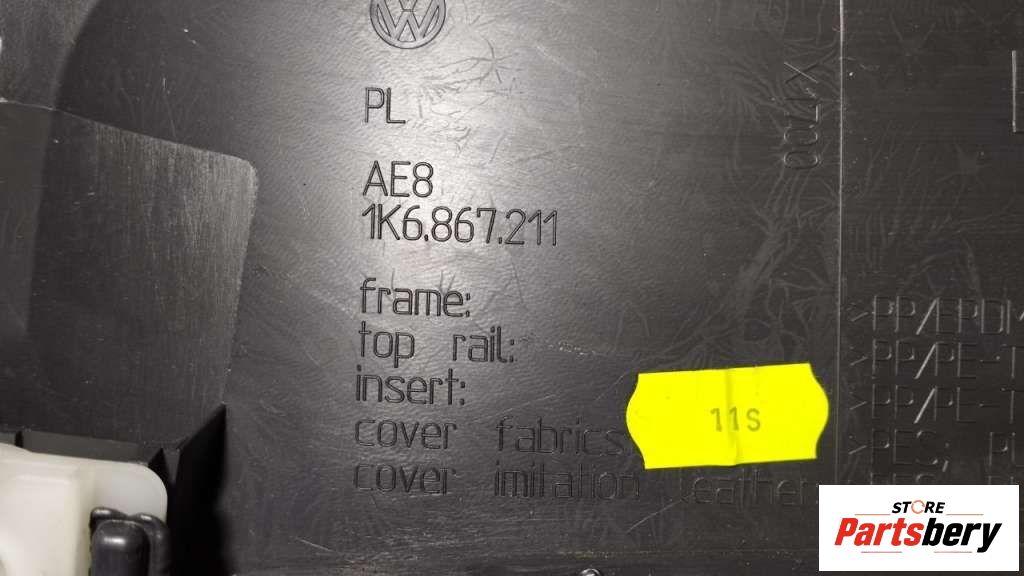 PL
AE8
1K6.867.211
frame:
top rail:
insert:
cover fabrics
cover imitation leather
>PP/EPDM
>PP/PE-T
>PP/PE-T
>PES, PU
11S
STORE
Partsbery